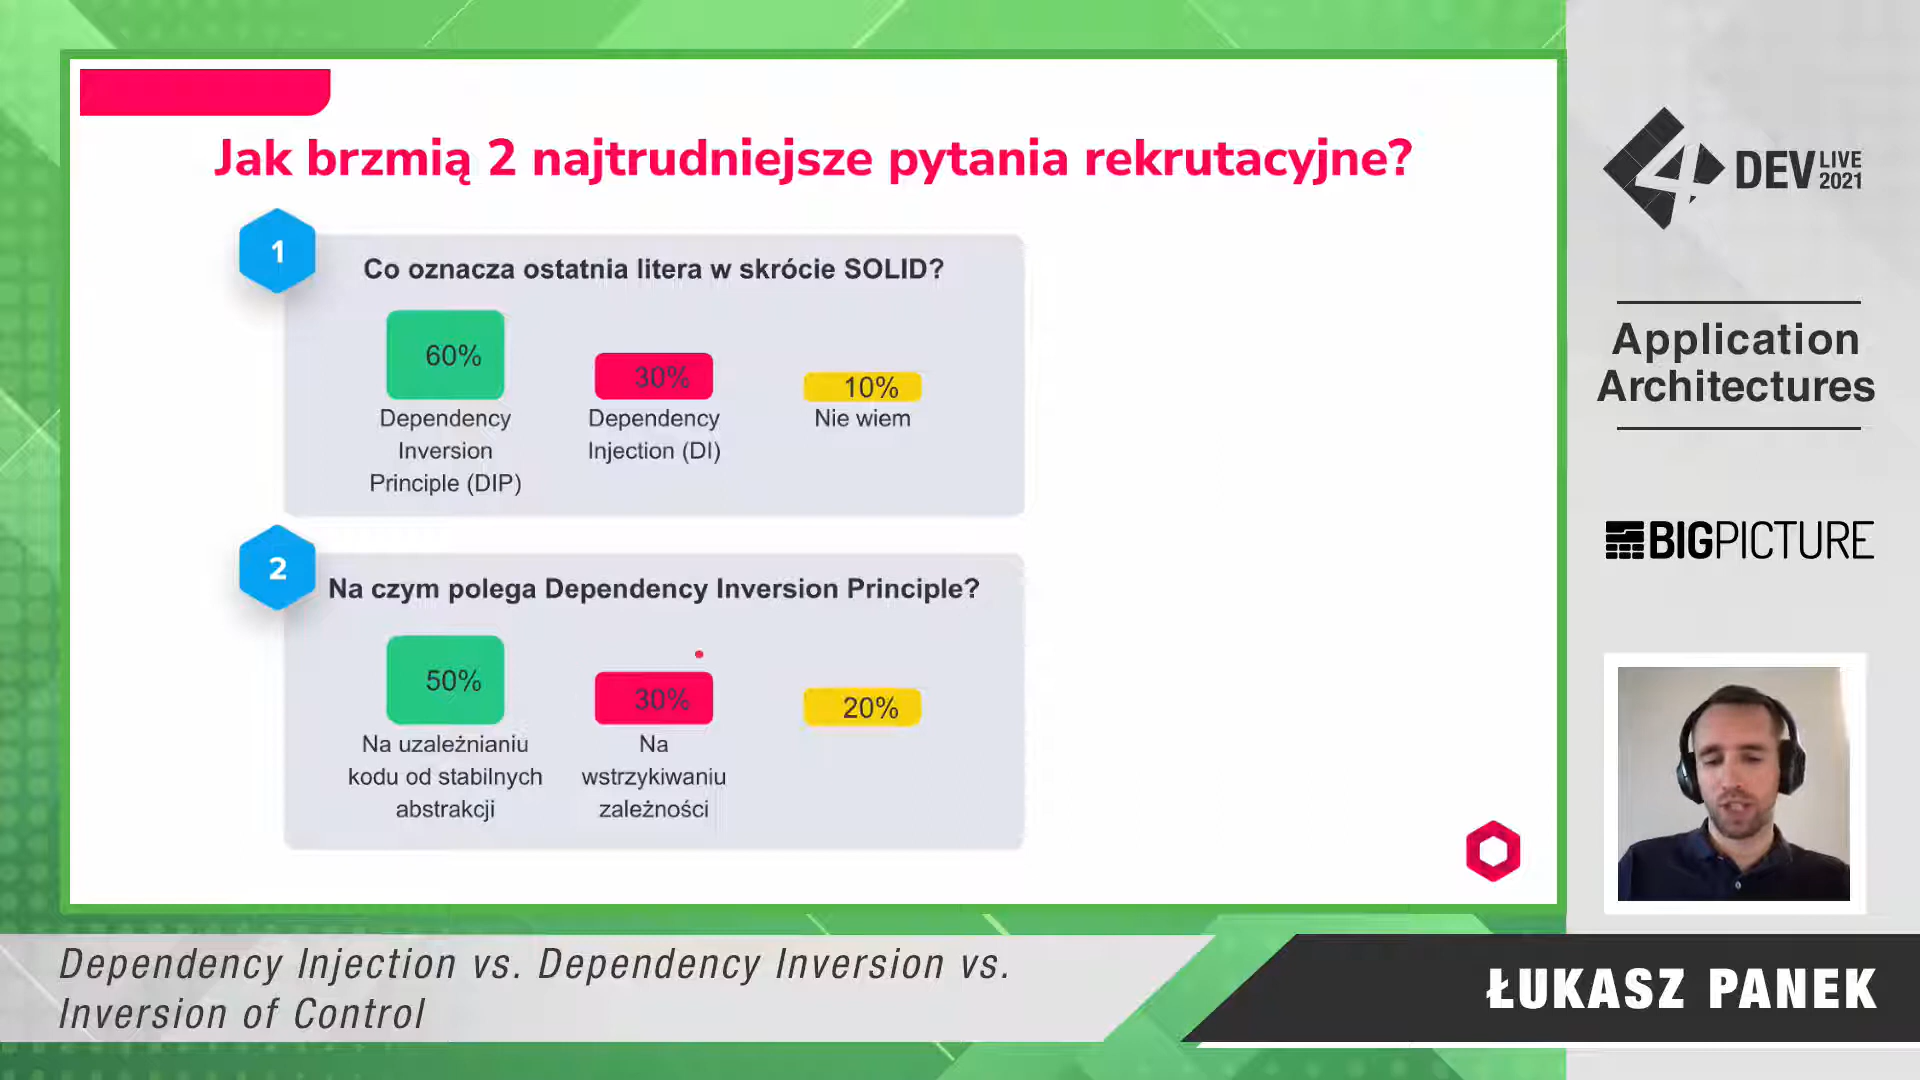 Jak brzmią 2 najtrudniejsze pytania rekrutacyjne?
1
Co oznacza ostatnia litera w skrócie SOLID?
60%
30%
10%
Dependency
Inversion
Principle (DIP)
Dependency
Injection (DI)
Nie wiem
2
Na czym polega Dependency Inversion Principle?
50%
30%
20%
Na uzależnianiu
kodu od stabilnych
abstrakcji
Na
wstrzykiwaniu
zależności
4DEV LIVE
2021
Application
Architectures
BIGPICTURE
Dependency Injection vs. Dependency Inversion vs.
Inversion of Control
ŁUKASZ PANEK